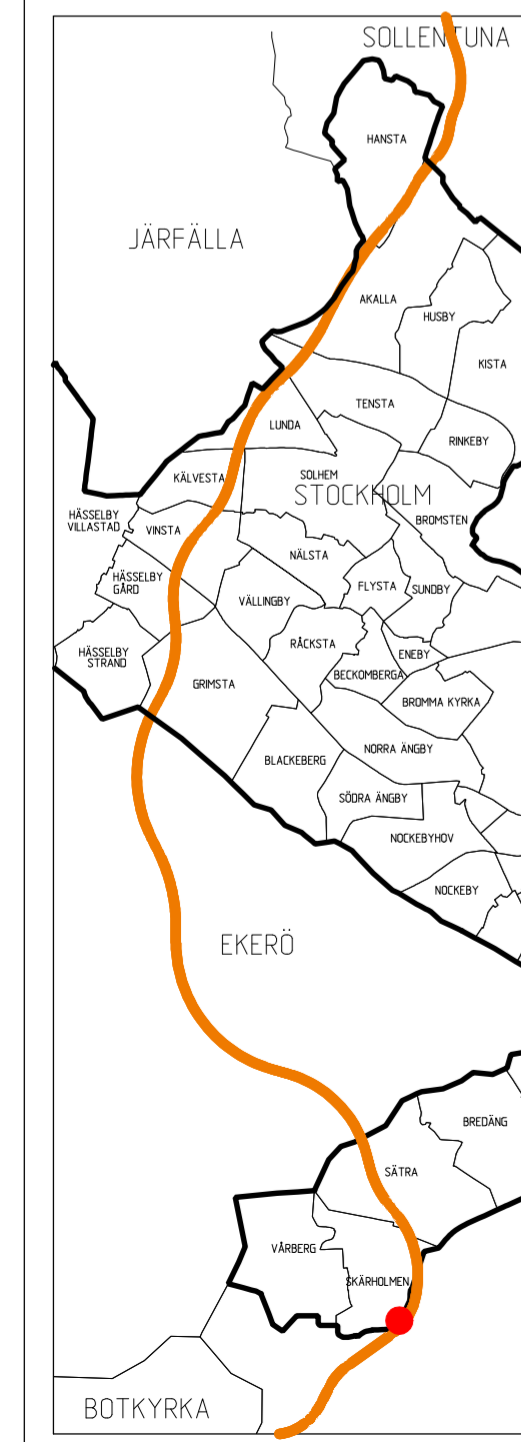 SOLLENTUNA
HANSTA
JÄRFÄLLA
AKALLA
HUSBY
KISTA
TENSTA
LUNDA
RINKEBY
KÄLVESTA
SOLHEM
STOCKHOLM
HÄSSELBY
VILLASTAD
VINSTA
BROMSTEN
NÄLSTA
HÄSSELBY
GÅRD
VÄLLINGBY
FLYSTA
SUNDBY
HÄSSELBY
STRAND
RÅCKSTA
ENEBY
BECKOMBERGA
GRIMSTA
BROMMA KYRKA
NORRA ÄNGBY
BLACKEBERG
SÖDRA ÄNGBY
NOCKEBYHOV
NOCKEBY
EKERÖ
BREDÄNG
SÄTRA
VÅRBERG
SKÄRHOLMEN
BOTKYRKA